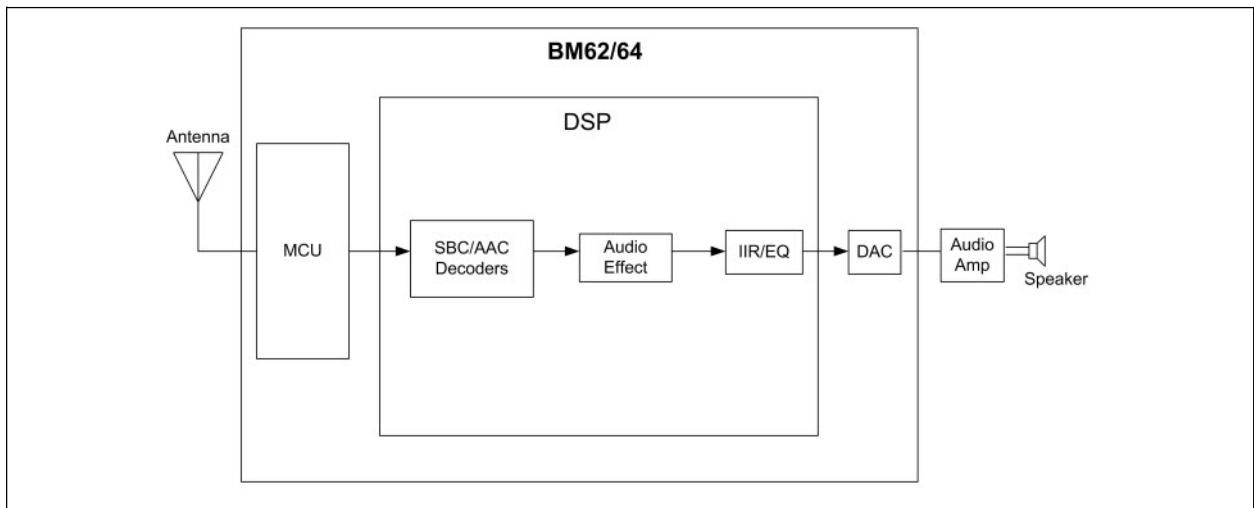 BM62/64
DSP
Antenna
MCU
SBC/AAC
Decoders
Audio
Effect
IIR/EQ
DAC
Audio
Amp
Speaker